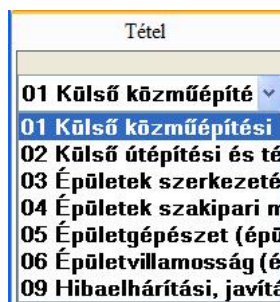 Tétel
01 Külső közműépíté
01 Külső közműépítési
02 Külső útépítési és
03 Épületek
04 Épületek szakipari
05 Épületgépészet
06 Épületvillamosság
09 Hibaelhárítási,